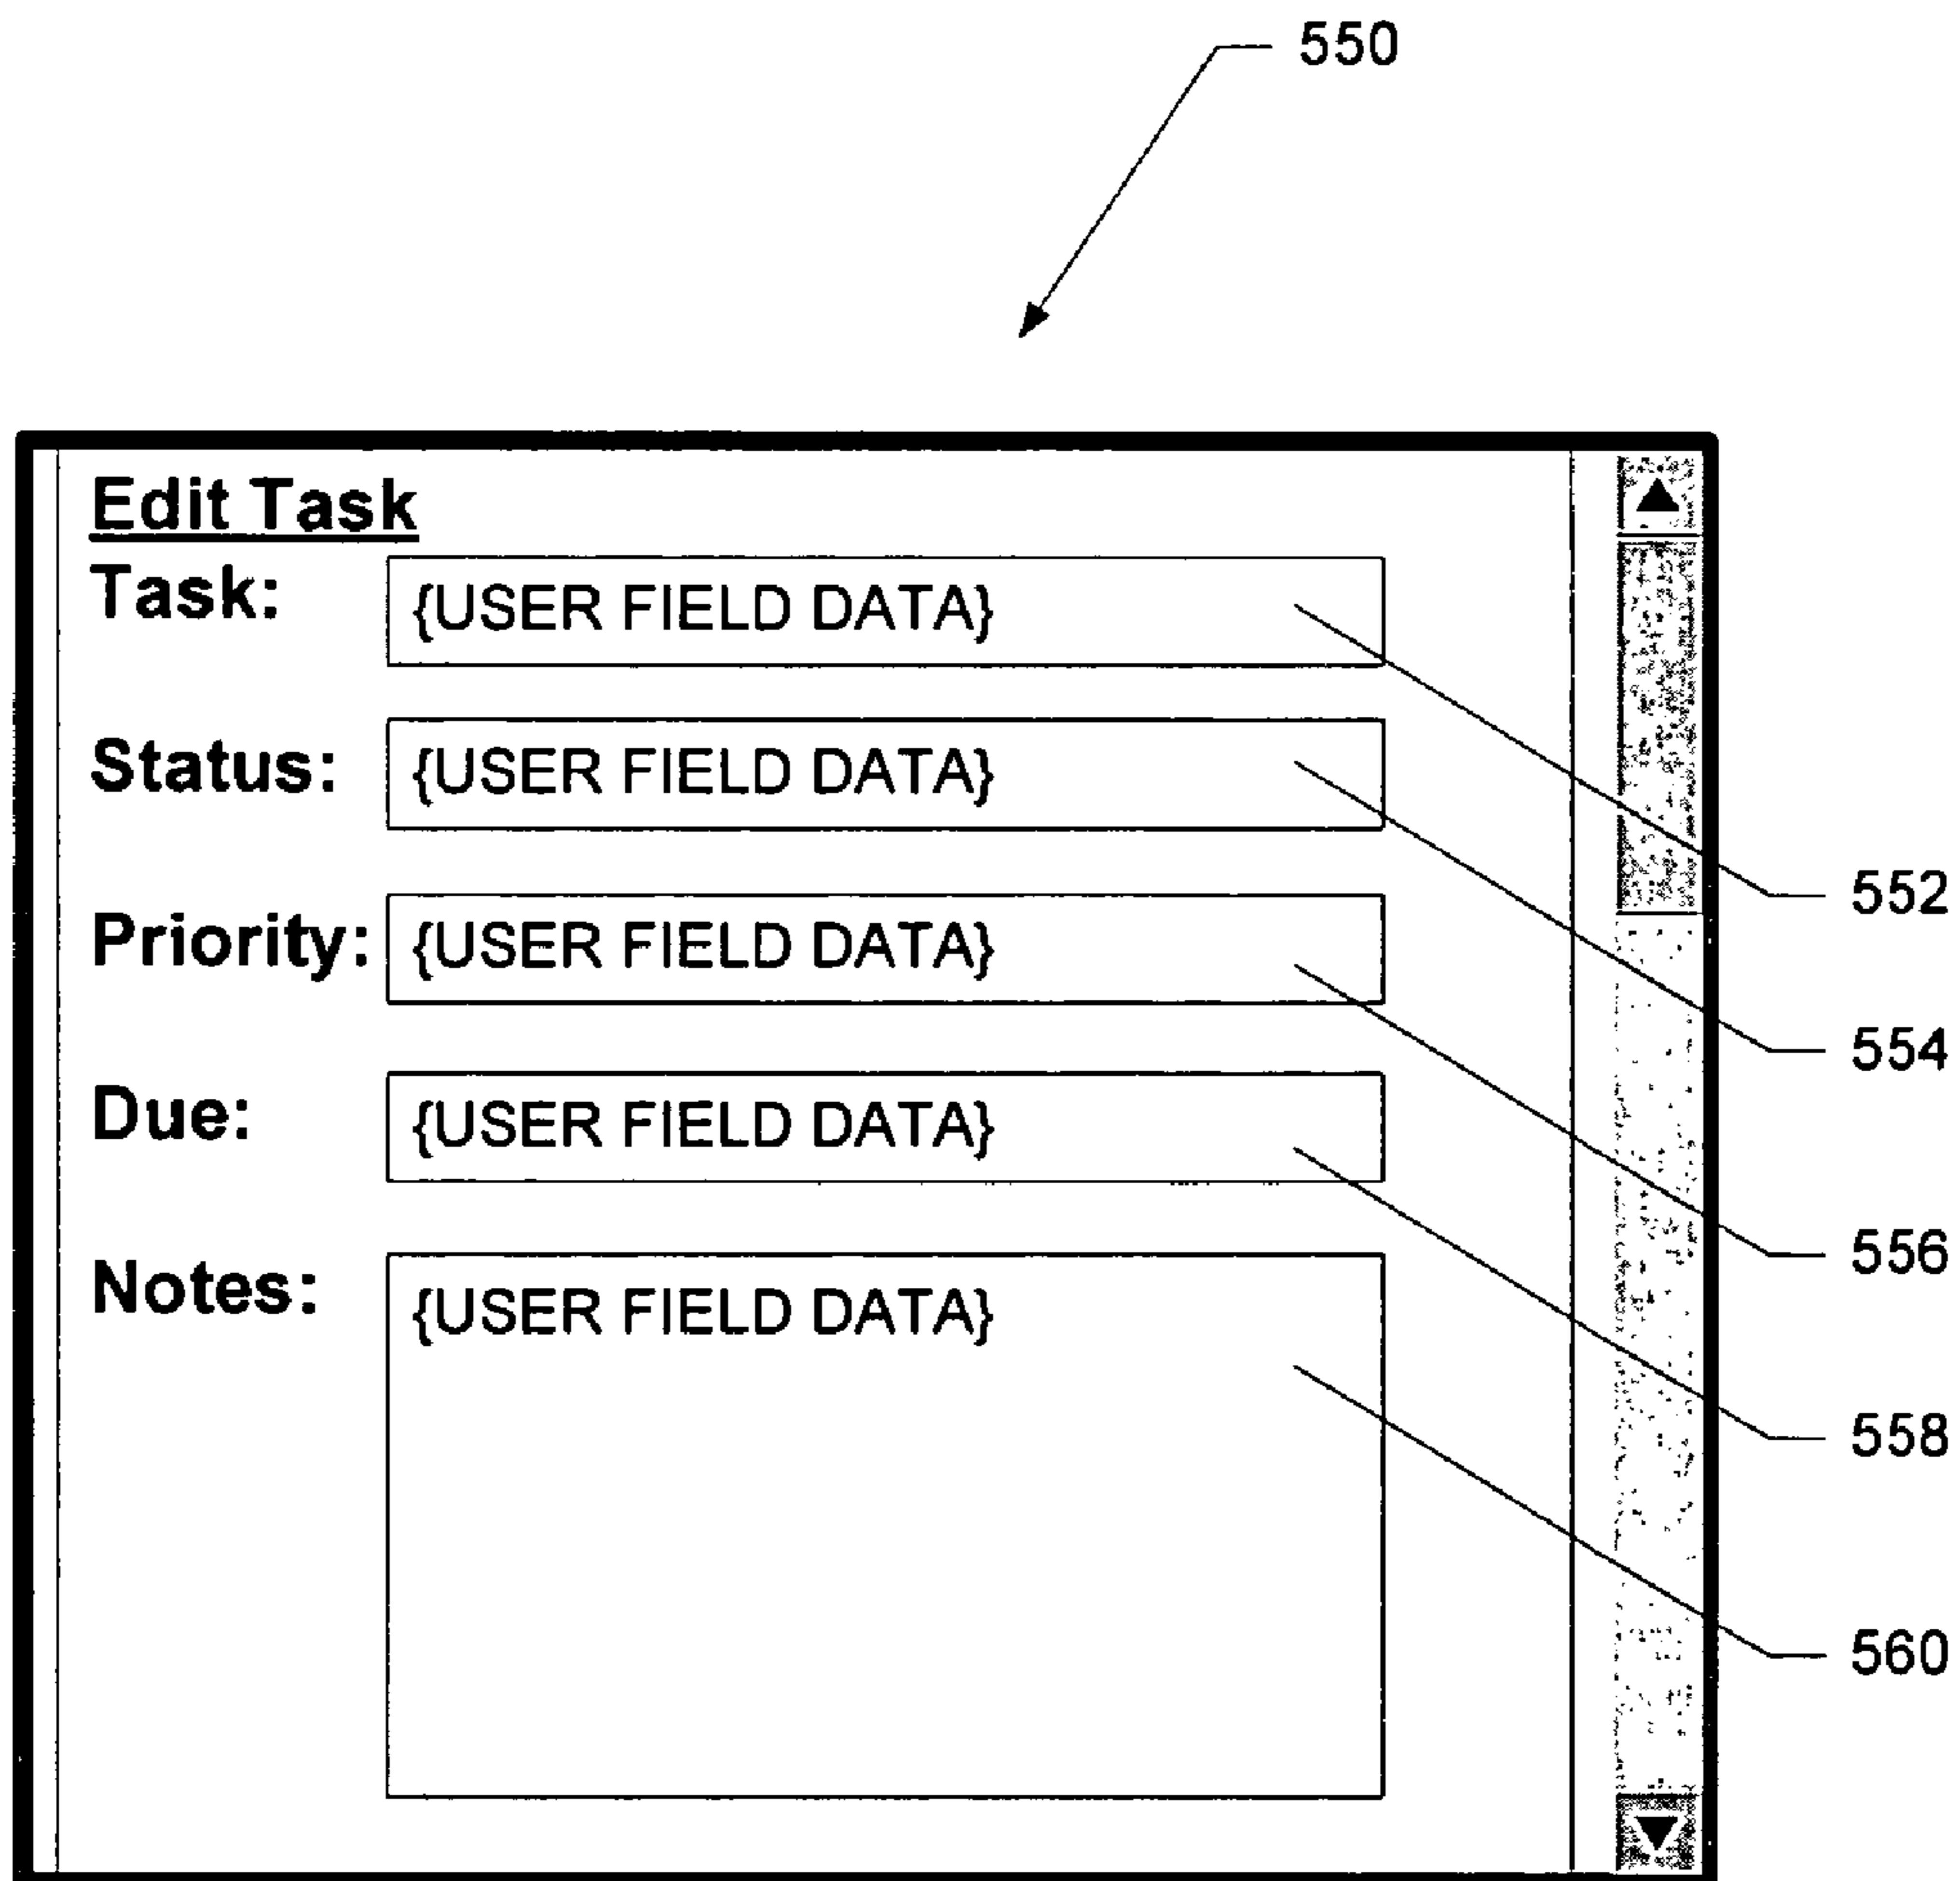 550
Edit Task
Task: {USER FIELD DATA}
Status: {USER FIELD DATA}
552
Priority: {USER FIELD DATA}
554
Due: {USER FIELD DATA}
556
Notes: {USER FIELD DATA}
558
560